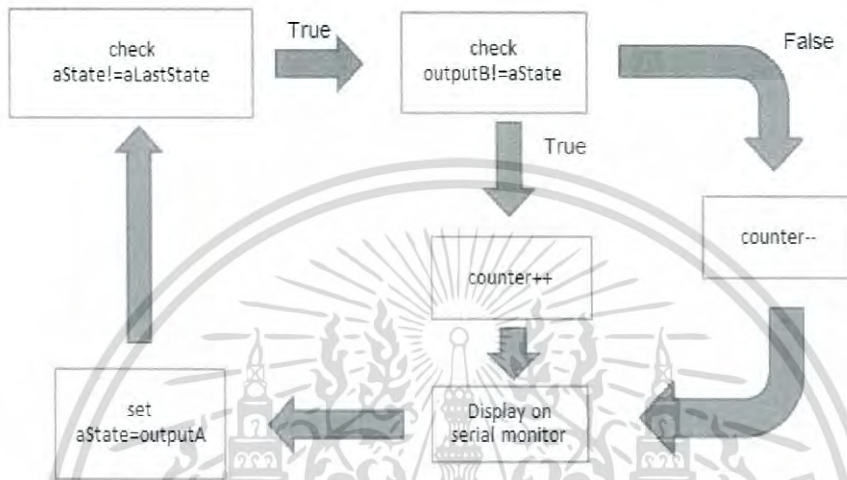 check
aState!=aLastState
True
check
outputB!=aState
False
True
counter--
counter++
Display on
serial monitor
set
aState=outputA